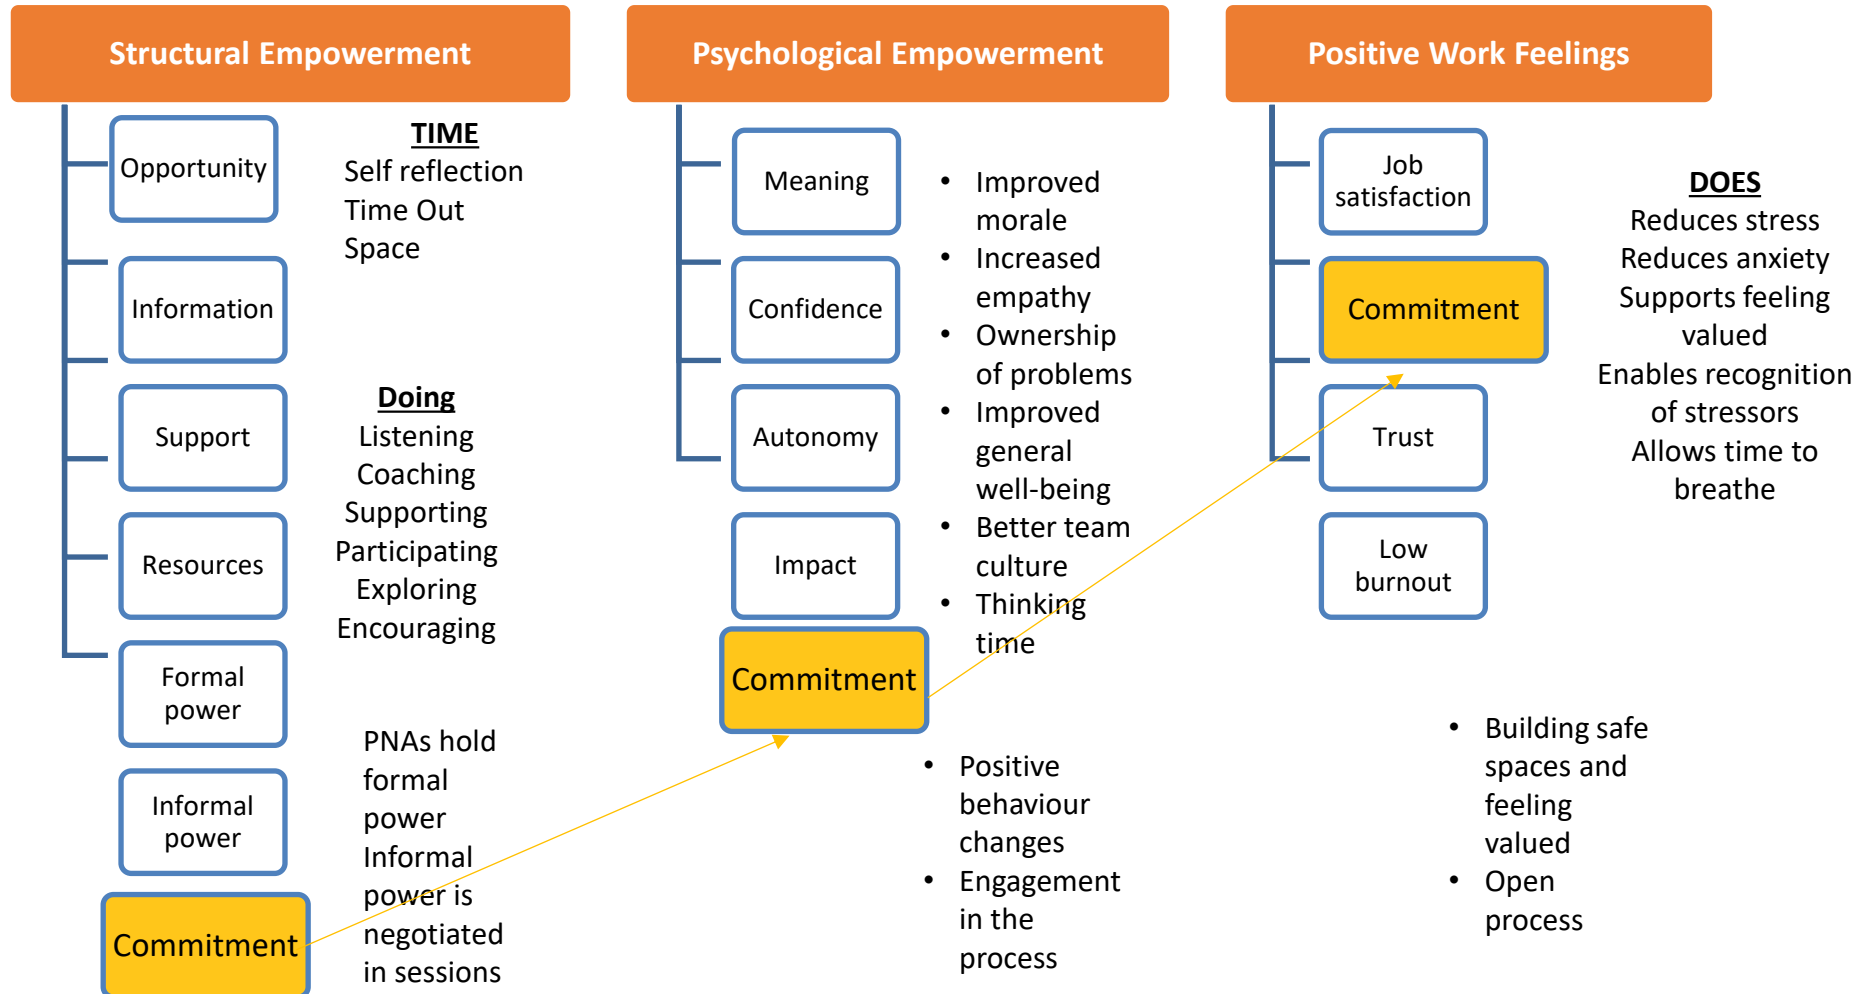 Structural Empowerment
Opportunity
Information
Support
Resources
Formal
power
Informal
power
Commitment
TIME
Self reflection
Time Out
Space
Doing
Listening
Coaching
Supporting
Participating
Exploring
Encouraging
PNAs hold
formal
power
Informal
power is
negotiated
in sessions
Psychological Empowerment
Meaning
Confidence
Autonomy
Impact
Commitment
• Improved
morale
• Increased
empathy
• Ownership
of problems
• Improved
general
well-being
• Better team
culture
• Thinking
time
• Positive
behaviour
changes
• Engagement
in the
process
Positive Work Feelings
Job
satisfaction
Commitment
Trust
Low
burnout
DOES
Reduces stress
Reduces anxiety
Supports feeling
valued
Enables recognition
of stressors
Allows time to
breathe
• Building safe
spaces and
feeling
valued
• Open
process